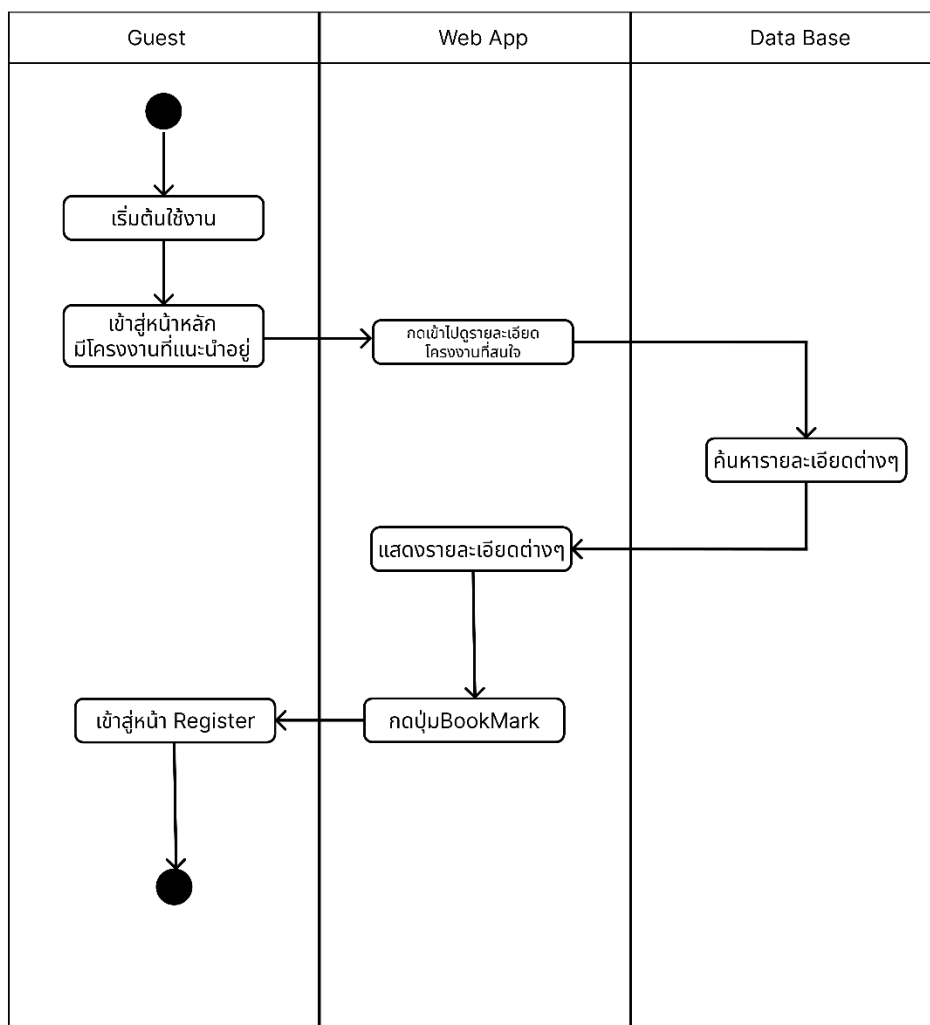 Guest
Web App
Data Base
เริ่มต้นใช้งาน
เข้าสู่หน้าหลัก
มีโครงงานที่แนะนำอยู่
กดเข้าไปดูรายละเอียด
โครงงานที่สนใจ
ค้นหารายละเอียดต่างๆ
แสดงรายละเอียดต่างๆ
เข้าสู่หน้า Register
กดปุ่มBookMark